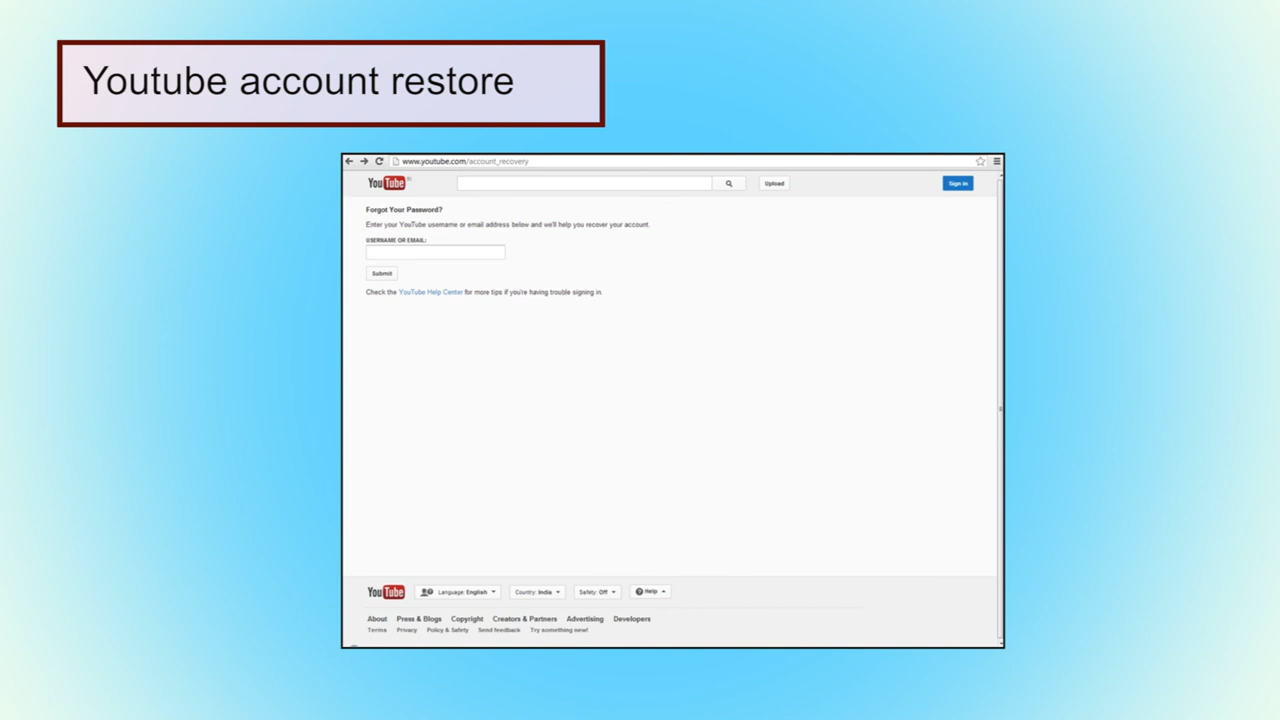 Youtube account restore
www.youtube.com/account_recovery
YouTube IN
Upload
Sign in
Forgot Your Password?
Enter your YouTube username or email address below and we'll help you recover your account.
USERNAME OR EMAIL:
Submit
Check the YouTube Help Center for more tips if you're having trouble signing in.
YouTube
Language: English
Country: India
Safety: Off
Help
About Press & Blogs Copyright Creators & Partners Advertising Developers
Terms Privacy Policy & Safety Send feedback Try something new!